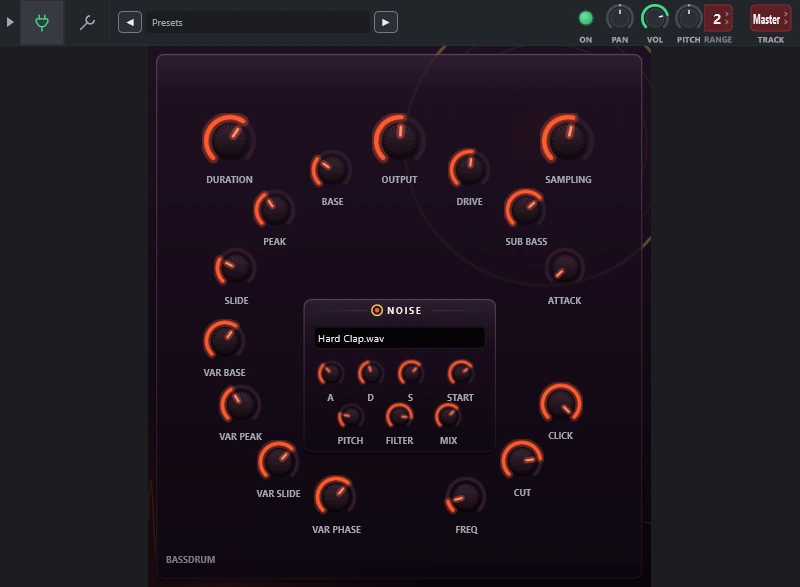 Presets
2
Master
ON PAN VOL PITCH RANGE TRACK
DURATION
OUTPUT
SAMPLING
BASE
DRIVE
PEAK
SUB BASS
SLIDE
ATTACK
NOISE
Hard Clap.wav
VAR BASE
A D S START
VAR PEAK
CLICK
PITCH FILTER MIX
VAR SLIDE
CUT
VAR PHASE
FREQ
BASSDRUM